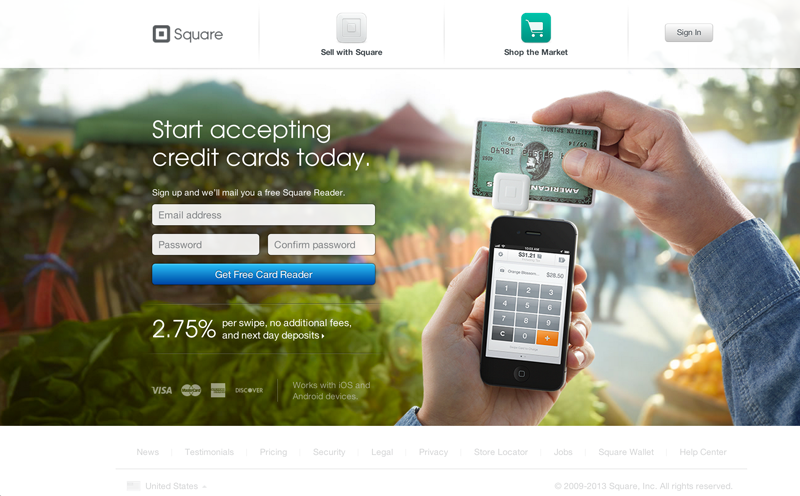 Square
Sell with Square
Shop the Market
Sign In
Start accepting
credit cards today.
Sign up and we'll mail you a free Square Reader.
Email address
Password
Confirm password
Get Free Card Reader
2.75%
per swipe, no additional fees,
and next day deposits
VISA
MasterCard
DISCOVER
Works with iOS and
Android devices.
AMERICAN
$31.21
$28.50
1 2 3
4 5 6
7 8 9
C 0 +
News
Testimonials
Pricing
Security
Legal
Privacy
Store Locator
Jobs
Square Wallet
Help Center
United States
© 2009-2013 Square, Inc. All rights reserved.